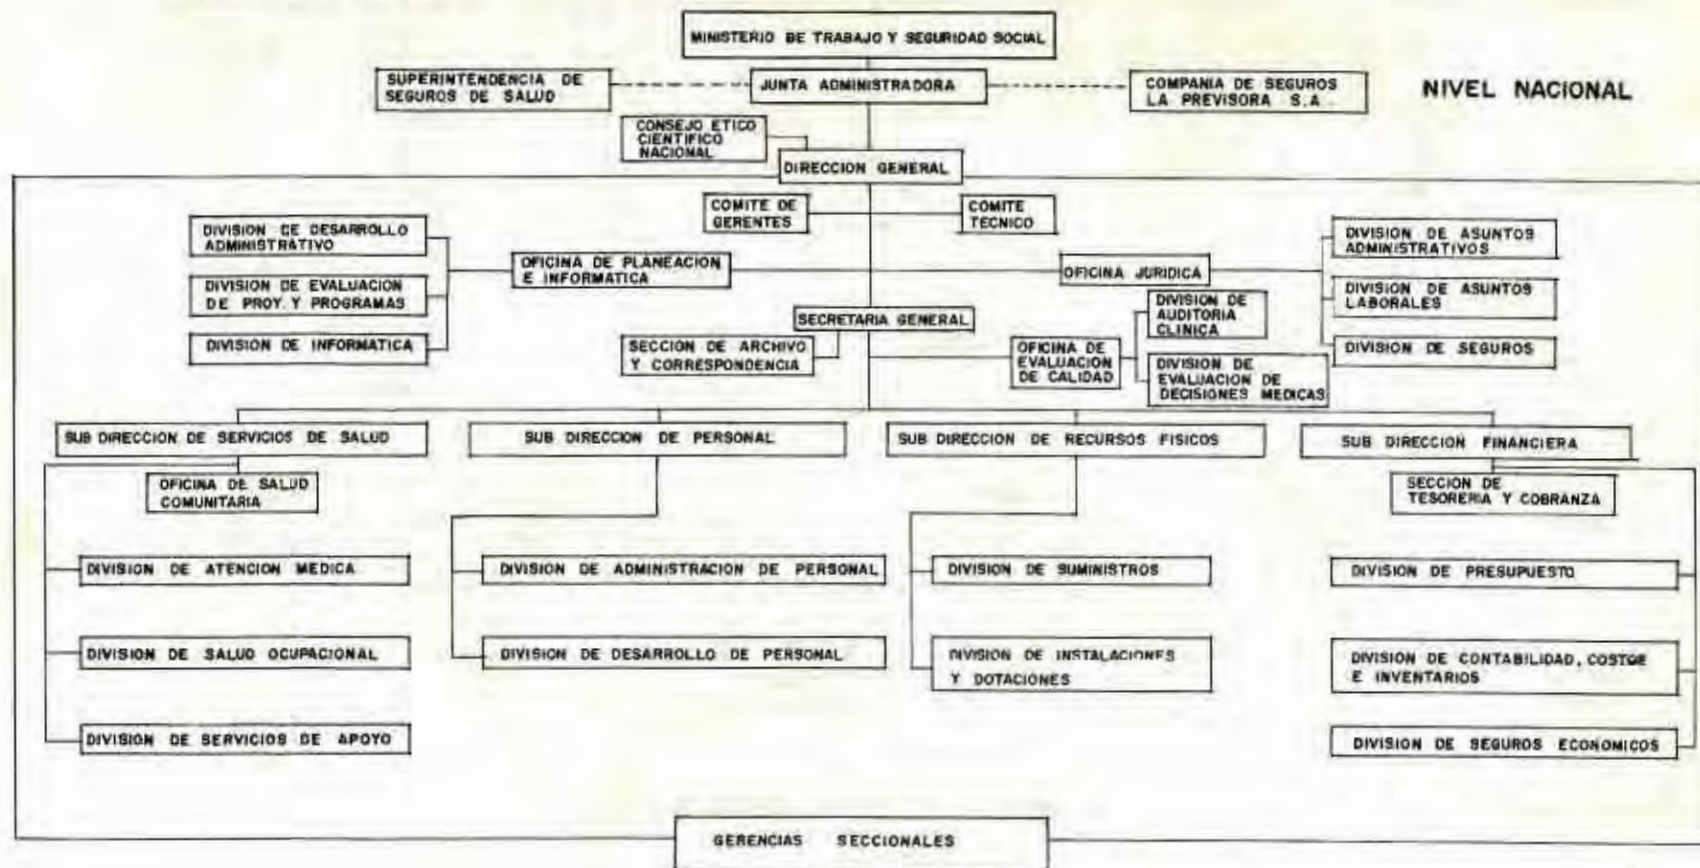 MINISTERIO DE TRABAJO Y SEGURIDAD SOCIAL
SUPERINTENDENCIA DE
SEGUROS DE SALUD
JUNTA ADMINISTRADORA
COMPAÑIA DE SEGUROS
LA PREVISORA S.A.
NIVEL NACIONAL
CONSEJO ETICO
CIENTIFICO
NACIONAL
DIRECCION GENERAL
COMITE DE
GERENTES
COMITE
TECNICO
DIVISION DE DESARROLLO
ADMINISTRATIVO
DIVISION DE EVALUACION
DE PROY. Y PROGRAMAS
DIVISION DE INFORMATICA
OFICINA DE PLANEACION
E INFORMATICA
OFICINA JURIDICA
DIVISION DE ASUNTOS
ADMINISTRATIVOS
DIVISION DE ASUNTOS
LABORALES
DIVISION DE SEGUROS
SECRETARIA GENERAL
SECCION DE ARCHIVO
Y CORRESPONDENCIA
OFICINA DE
EVALUACION
DE CALIDAD
DIVISION DE
AUDITORIA
CLINICA
DIVISION DE
EVALUACION DE
DECISIONES MEDICAS
SUB DIRECCION DE SERVICIOS DE SALUD
SUB DIRECCION DE PERSONAL
SUB DIRECCION DE RECURSOS FISICOS
SUB DIRECCION FINANCIERA
OFICINA DE SALUD
COMUNITARIA
SECCION DE
TESORERIA Y COBRANZA
DIVISION DE ATENCION MEDICA
DIVISION DE ADMINISTRACION DE PERSONAL
DIVISION DE SUMINISTROS
DIVISION DE PRESUPUESTO
DIVISION DE SALUD OCUPACIONAL
DIVISION DE DESARROLLO DE PERSONAL
DIVISION DE INSTALACIONES
Y DOTACIONES
DIVISION DE CONTABILIDAD, COSTOE
E INVENTARIOS
DIVISION DE SERVICIOS DE APOYO
DIVISION DE SEGUROS ECONOMICOS
GERENCIAS SECCIONALES